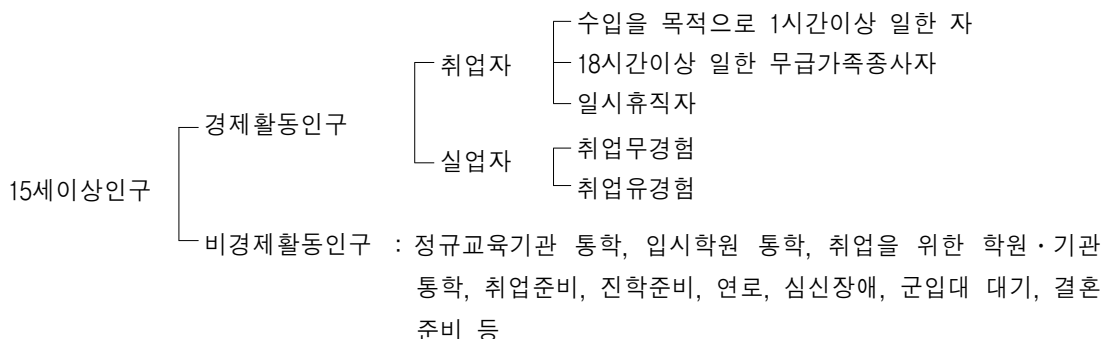 수입을 목적으로 1시간이상 일한 자
취업자
18시간이상 일한 무급가족종사자
일시휴직자
경제활동인구
실업자
취업무경험
취업유경험
15세이상인구
비경제활동인구 : 정규교육기관 통학, 입시학원 통학, 취업을 위한 학원·기관
통학, 취업준비, 진학준비, 연로, 심신장애, 군입대 대기, 결혼
준비 등